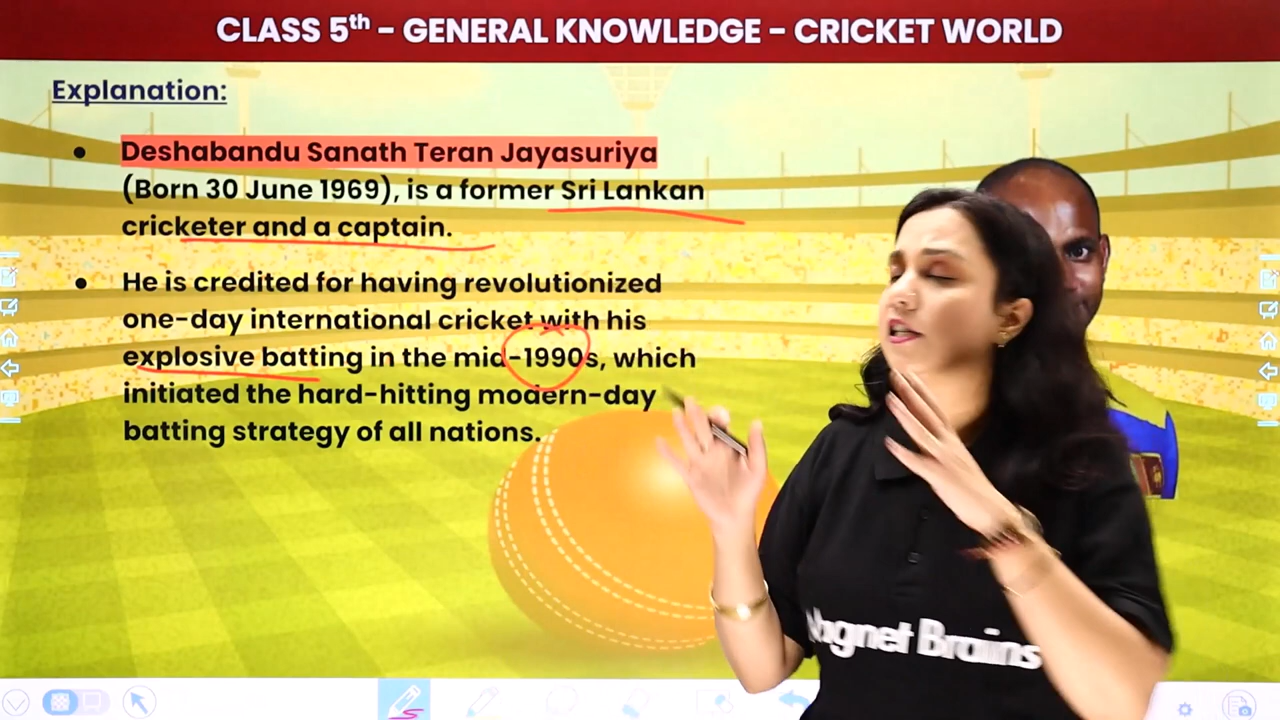 CLASS 5th – GENERAL KNOWLEDGE – CRICKET WORLD
Explanation:
• Deshabandu Sanath Teran Jayasuriya
(Born 30 June 1969), is a former Sri Lankan
cricketer and a captain.
• He is credited for having revolutionized
one-day international cricket with his
explosive batting in the mid-1990s, which
initiated the hard-hitting modern-day
batting strategy of all nations.
Magnet Brains